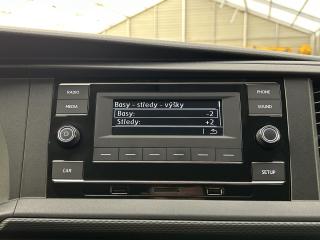 RADIO
PHONE
MEDIA
SOUND
Basy - středy - výšky
Basy: -2
Středy: +2
CAR
SETUP